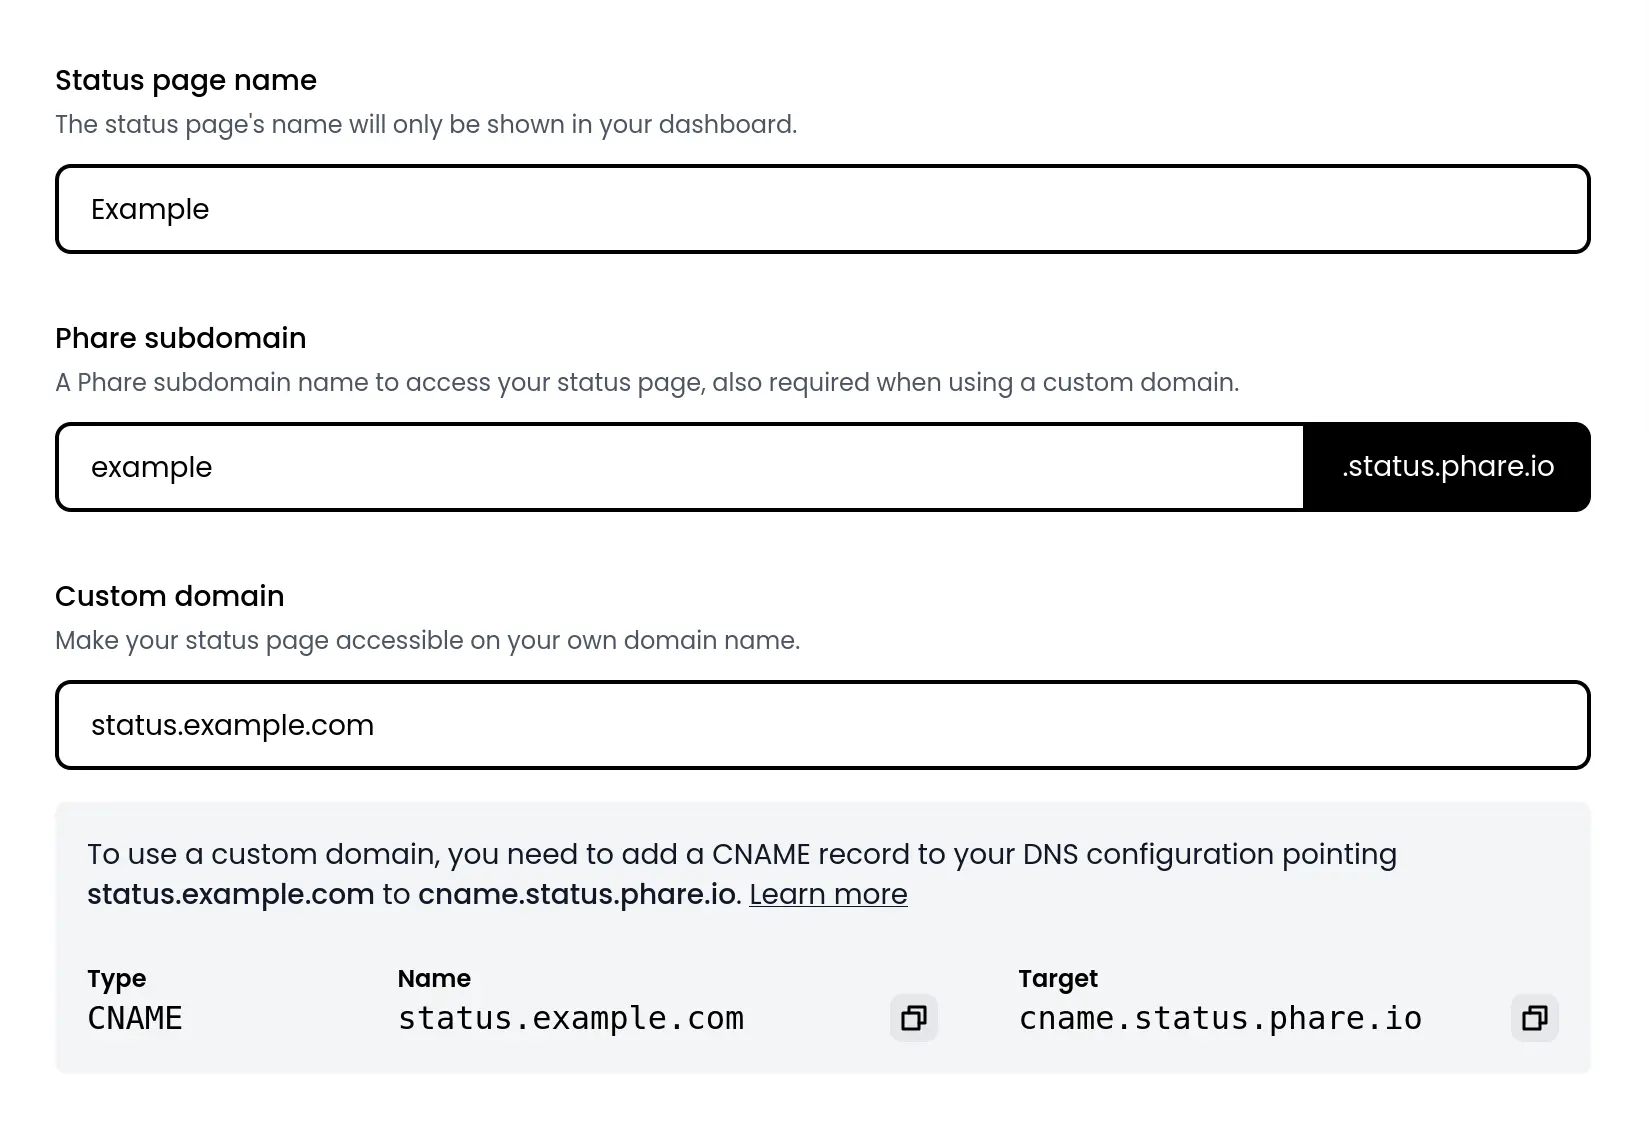 Status page name
The status page's name will only be shown in your dashboard.
Example
Phare subdomain
A Phare subdomain name to access your status page, also required when using a custom domain.
example
.status.phare.io
Custom domain
Make your status page accessible on your own domain name.
status.example.com
To use a custom domain, you need to add a CNAME record to your DNS configuration pointing
status.example.com to cname.status.phare.io. Learn more
Type
CNAME
Name
status.example.com
Target
cname.status.phare.io